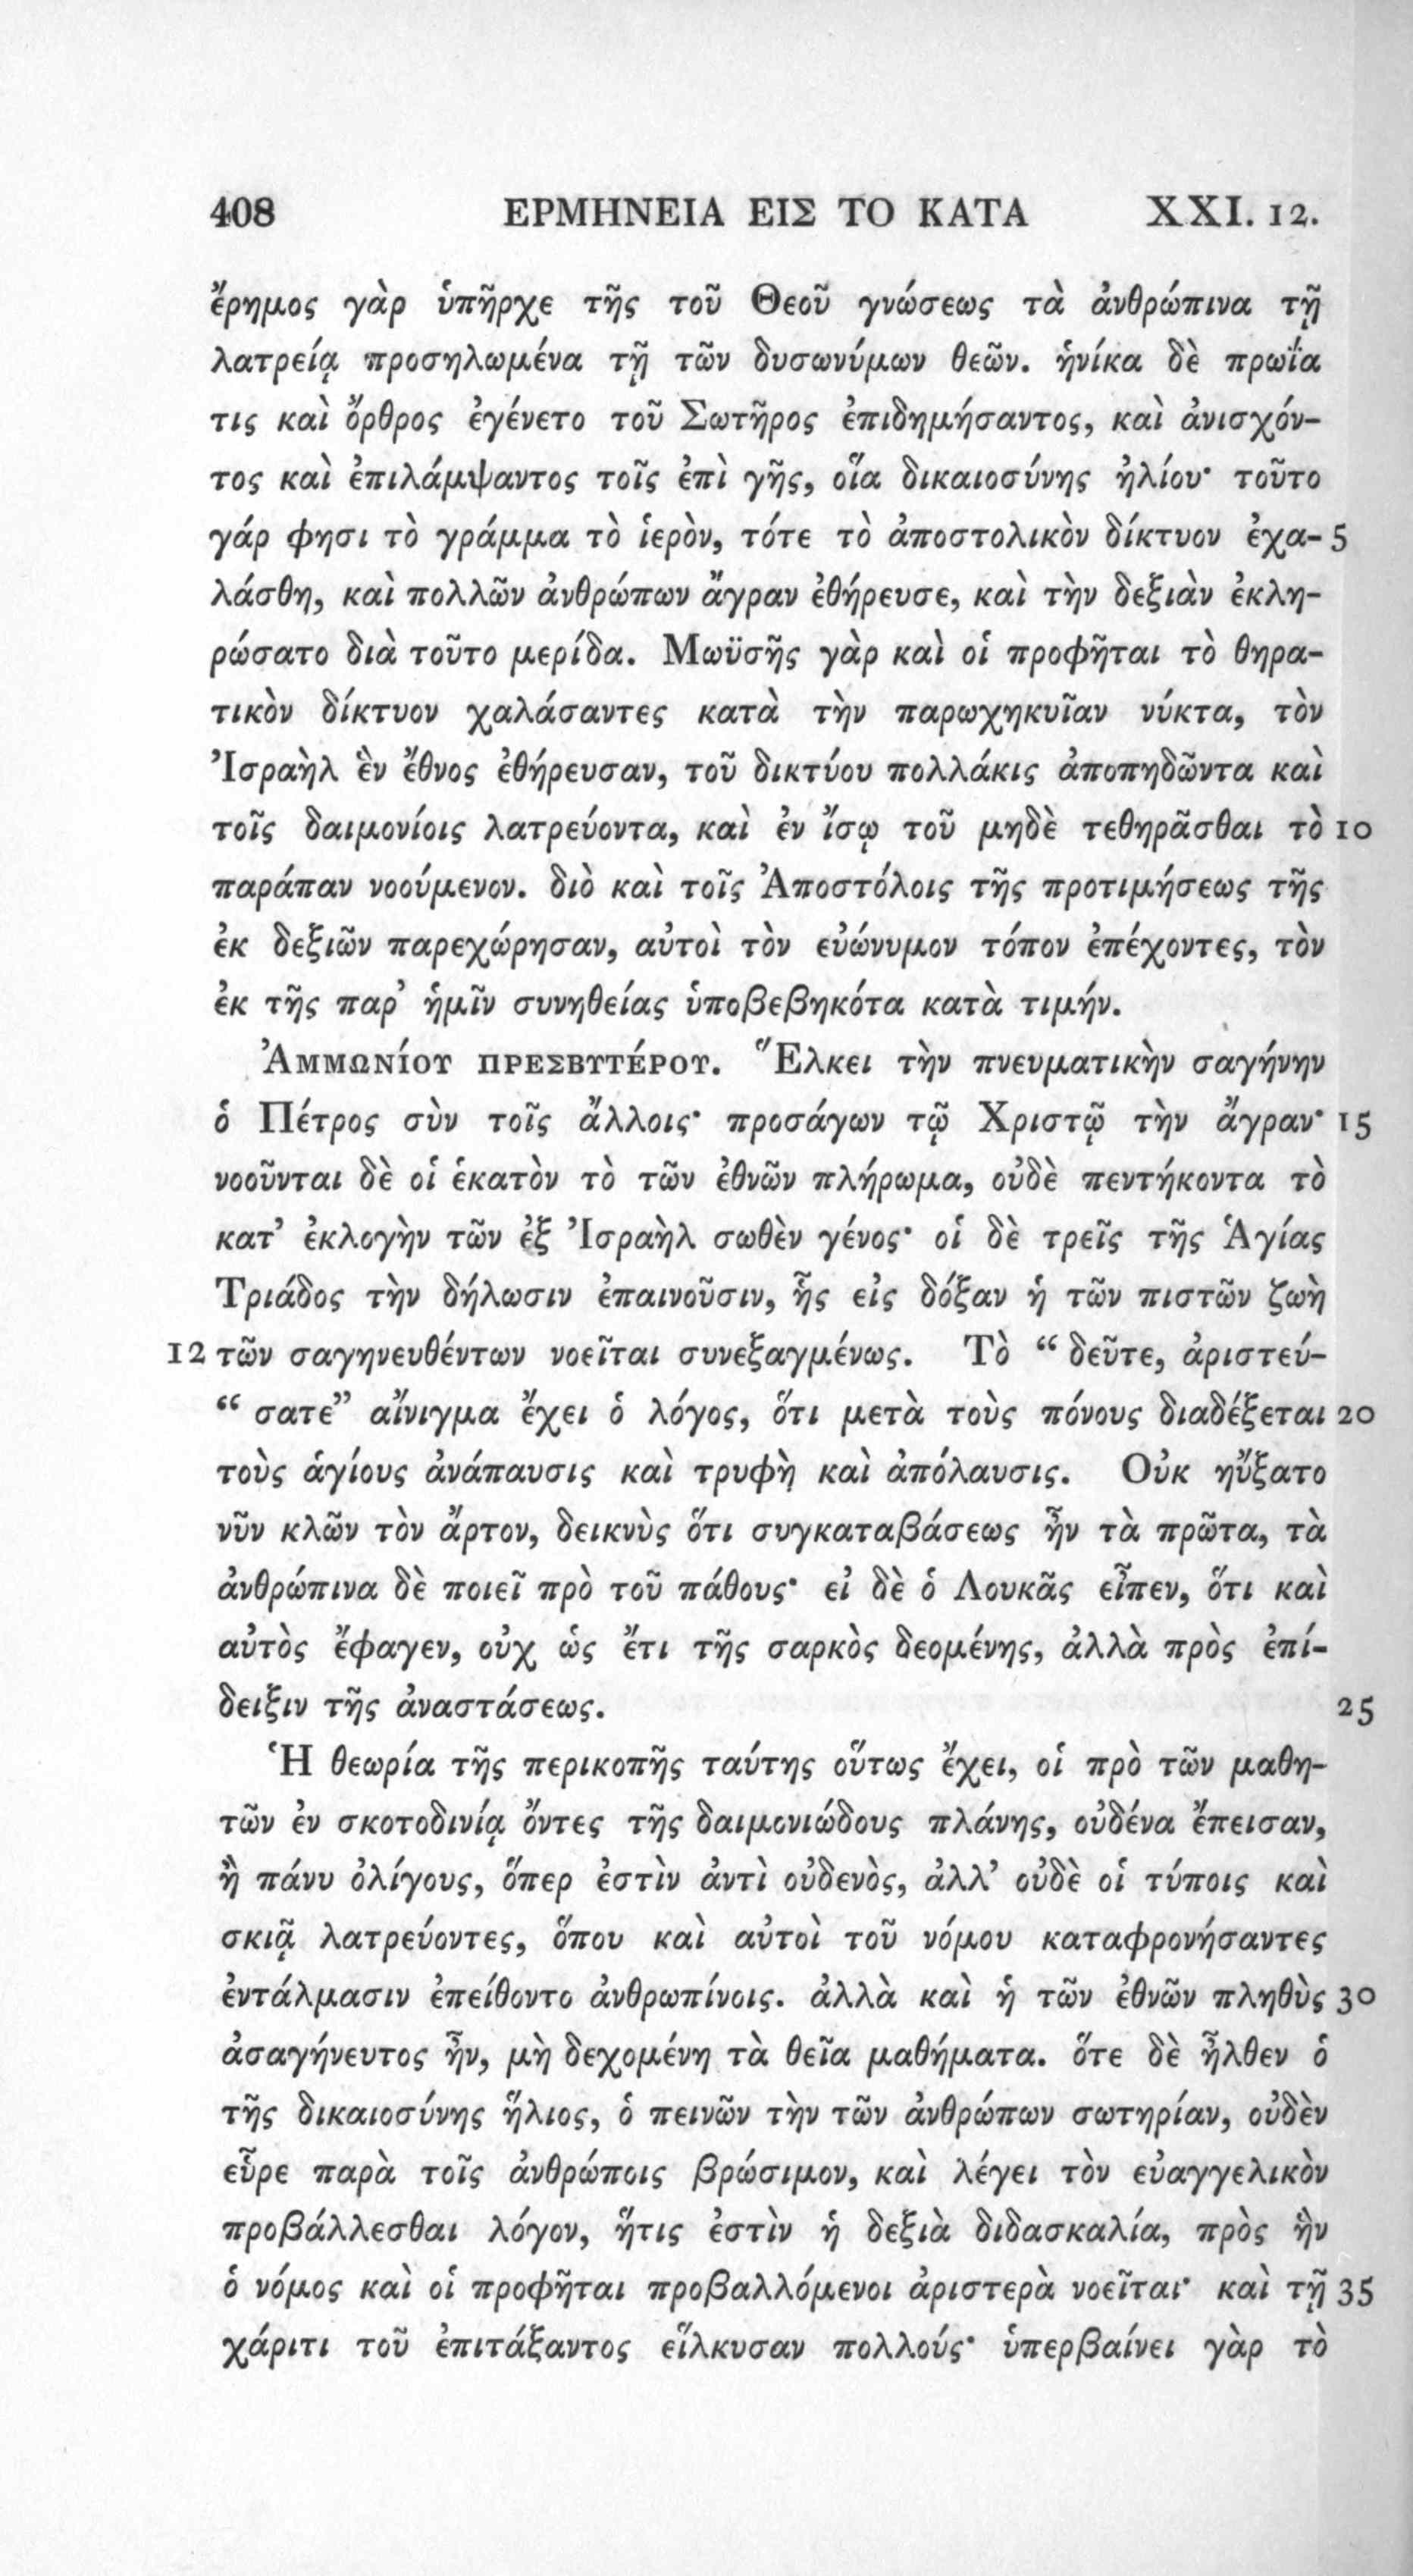 408 ΕΡΜΗΝΕΙΑ ΕΙΣ ΤΟ ΚΑΤΑ XXI. 12.
ἔρημος γὰρ ὑπῆρχε τῆς τοῦ Θεοῦ γνώσεως τὰ ἀνθρώπινα τῇ
λατρείᾳ προσηλωμένα τῇ τῶν δυσωνύμων θεῶν. ἡνίκα δὲ πρωΐα
τις καὶ ὄρθρος ἐγένετο τοῦ Σωτῆρος ἐπιδημήσαντος, καὶ ἀνισχόν-
τος καὶ ἐπιλάμψαντος τοῖς ἐπὶ γῆς, οἵα δικαιοσύνης ἡλίου· τοῦτο
γάρ φησι τὸ γράμμα τὸ ἱερὸν, τότε τὸ ἀποστολικὸν δίκτυον ἐχα- 5
λάσθη, καὶ πολλῶν ἀνθρώπων ἄγραν ἐθήρευσε, καὶ τὴν δεξιὰν ἐκλη-
ρώσατο διὰ τοῦτο μερίδα. Μωϋσῆς γὰρ καὶ οἱ προφῆται τὸ θηρα-
τικὸν δίκτυον χαλάσαντες κατὰ τὴν παρωχηκυῖαν νύκτα, τὸν
Ἰσραὴλ ἓν ἔθνος ἐθήρευσαν, τοῦ δικτύου πολλάκις ἀποπηδῶντα καὶ
τοῖς δαιμονίοις λατρεύοντα, καὶ ἐν ἴσῳ τοῦ μηδὲ τεθηρᾶσθαι τὸ 10
παράπαν νοούμενον. διὸ καὶ τοῖς Ἀποστόλοις τῆς προτιμήσεως τῆς
ἐκ δεξιῶν παρεχώρησαν, αὐτοὶ τὸν εὐώνυμον τόπον ἐπέχοντες, τὸν
ἐκ τῆς παρ’ ἡμῖν συνηθείας ὑποβεβηκότα κατὰ τιμήν.
Ἀμμωνίου πρεσβυτέρου. Ἕλκει τὴν πνευματικὴν σαγήνην
ὁ Πέτρος σὺν τοῖς ἄλλοις· προσάγων τῷ Χριστῷ τὴν ἄγραν· 15
νοοῦνται δὲ οἱ ἑκατὸν τὸ τῶν ἐθνῶν πλήρωμα, οὐδὲ πεντήκοντα τὸ
κατ’ ἐκλογὴν τῶν ἐξ Ἰσραὴλ σωθὲν γένος· οἱ δὲ τρεῖς τῆς Ἁγίας
Τριάδος τὴν δήλωσιν ἐπαινοῦσιν, ἧς εἰς δόξαν ἡ τῶν πιστῶν ζωὴ
12 τῶν σαγηνευθέντων νοεῖται συνεξαγμένως. Τὸ “ δεῦτε, ἀριστεύ-
“ σατε” αἴνιγμα ἔχει ὁ λόγος, ὅτι μετὰ τοὺς πόνους διαδέξεται 20
τοὺς ἁγίους ἀνάπαυσις καὶ τρυφὴ καὶ ἀπόλαυσις. Οὐκ ηὔξατο
νῦν κλῶν τὸν ἄρτον, δεικνὺς ὅτι συγκαταβάσεως ἦν τὰ πρῶτα, τὰ
ἀνθρώπινα δὲ ποιεῖ πρὸ τοῦ πάθους· εἰ δὲ ὁ Λουκᾶς εἶπεν, ὅτι καὶ
αὐτὸς ἔφαγεν, οὐχ ὡς ἔτι τῆς σαρκὸς δεομένης, ἀλλὰ πρὸς ἐπί-
δειξιν τῆς ἀναστάσεως. 25
Ἡ θεωρία τῆς περικοπῆς ταύτης οὕτως ἔχει, οἱ πρὸ τῶν μαθη-
τῶν ἐν σκοτοδινίᾳ ὄντες τῆς δαιμονιώδους πλάνης, οὐδένα ἔπεισαν,
ἢ πάνυ ὀλίγους, ὅπερ ἐστὶν ἀντὶ οὐδενὸς, ἀλλ’ οὐδὲ οἱ τύποις καὶ
σκιᾷ λατρεύοντες, ὅπου καὶ αὐτοὶ τοῦ νόμου καταφρονήσαντες
ἐντάλμασιν ἐπείθοντο ἀνθρωπίνοις. ἀλλὰ καὶ ἡ τῶν ἐθνῶν πληθὺς 30
ἀσαγήνευτος ἦν, μὴ δεχομένη τὰ θεῖα μαθήματα. ὅτε δὲ ἦλθεν ὁ
τῆς δικαιοσύνης ἥλιος, ὁ πεινῶν τὴν τῶν ἀνθρώπων σωτηρίαν, οὐδὲν
εὗρε παρὰ τοῖς ἀνθρώποις βρώσιμον, καὶ λέγει τὸν εὐαγγελικὸν
προβάλλεσθαι λόγον, ἥτις ἐστὶν ἡ δεξιὰ διδασκαλία, πρὸς ἣν
ὁ νόμος καὶ οἱ προφῆται προβαλλόμενοι ἀριστερὰ νοεῖται· καὶ τῇ 35
χάριτι τοῦ ἐπιτάξαντος εἵλκυσαν πολλούς· ὑπερβαίνει γὰρ τὸ